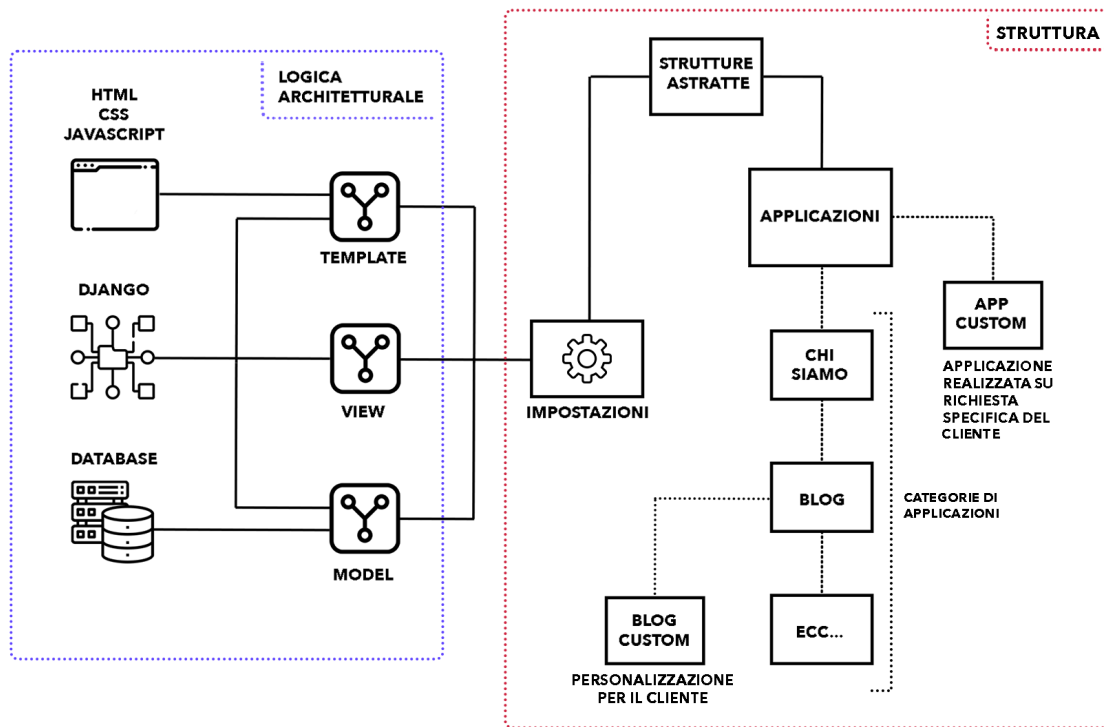 LOGICA
ARCHITETTURALE
HTML
CSS
JAVASCRIPT
TEMPLATE
DJANGO
VIEW
DATABASE
MODEL
STRUTTURA
STRUTTURE
ASTRATTE
APPLICAZIONI
IMPOSTAZIONI
APP
CUSTOM
APPLICAZIONE
REALIZZATA SU
RICHIESTA
SPECIFICA DEL
CLIENTE
CHI
SIAMO
BLOG
CATEGORIE DI
APPLICAZIONI
BLOG
CUSTOM
PERSONALIZZAZIONE
PER IL CLIENTE
ECC...